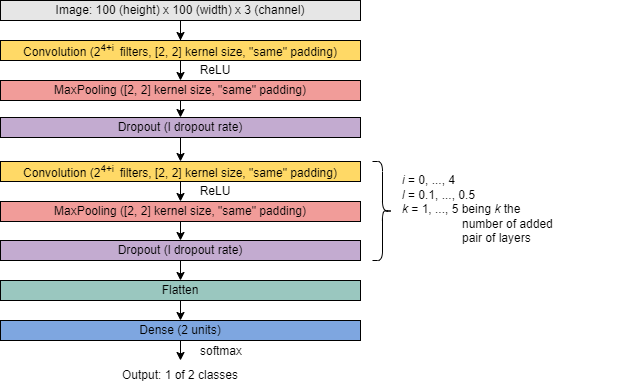 Image: 100 (height) x 100 (width) x 3 (channel)
Convolution (2^4+i filters, [2, 2] kernel size, "same" padding)
ReLU
MaxPooling ([2, 2] kernel size, "same" padding)
Dropout (l dropout rate)
Convolution (2^4+i filters, [2, 2] kernel size, "same" padding)
ReLU
MaxPooling ([2, 2] kernel size, "same" padding)
Dropout (l dropout rate)
i = 0, ..., 4
l = 0.1, ..., 0.5
k = 1, ..., 5 being k the
number of added
pair of layers
Flatten
Dense (2 units)
softmax
Output: 1 of 2 classes